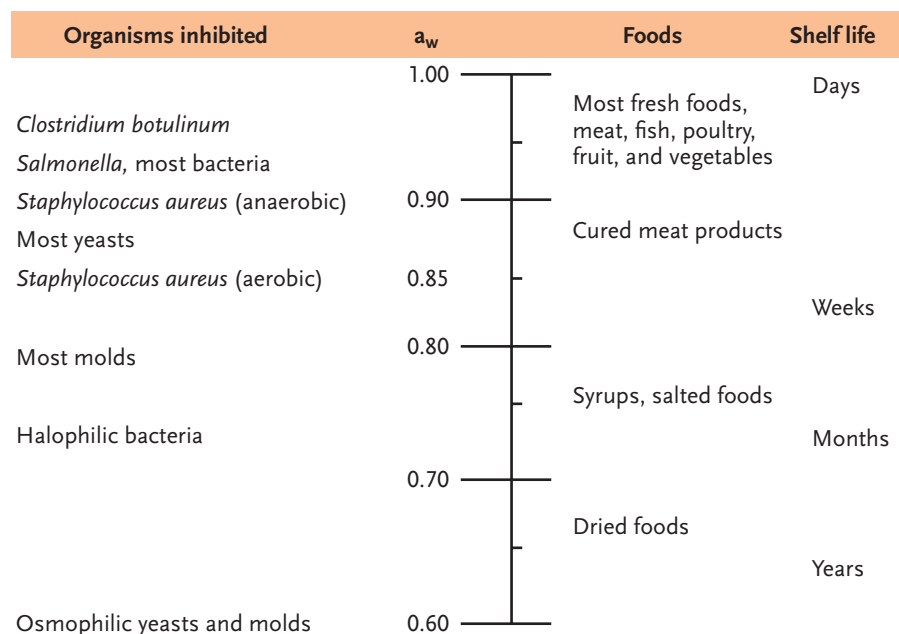 Organisms inhibited aw Foods Shelf life
1.00
Days
Most fresh foods,
meat, fish, poultry,
fruit, and vegetables
Clostridium botulinum
Salmonella, most bacteria
Staphylococcus aureus (anaerobic) 0.90
Most yeasts Cured meat products
Staphylococcus aureus (aerobic) 0.85
Weeks
0.80
Most molds
Syrups, salted foods
Halophilic bacteria Months
0.70
Dried foods
Years
Osmophilic yeasts and molds 0.60